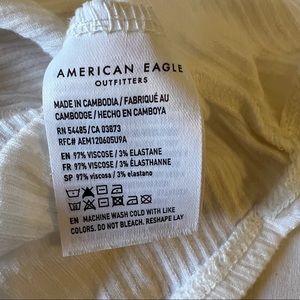 AMERICAN EAGLE
OUTFITTERS
MADE IN CAMBODIA / FABRIQUÉ AU
CAMBODGE / HECHO EN CAMBOYA
RN 54485/CA 03873
RFC# AEM120605U9A
EN 97% VISCOSE / 3% ELASTANE
FR 97% VISCOSE / 3% ÉLASTHANNE
SP 97% viscosa / 3% elastano
EN MACHINE WASH COLD WITH LIKE
COLORS. DO NOT BLEACH. RESHAPE LAY